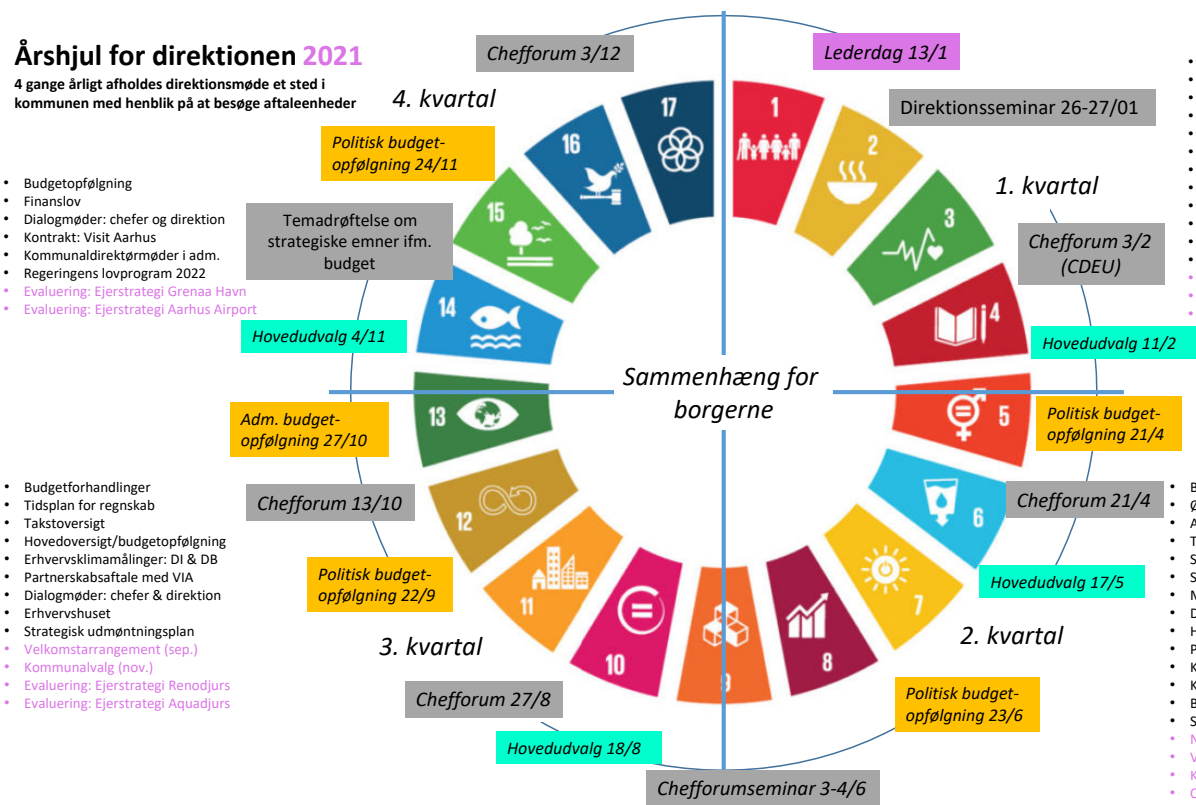 Årshjul for direktionen 2021
4 gange årligt afholdes direktionsmøde et sted i
kommunen med henblik på at besøge aftaleenheder
Chefforum 3/12
Lederdag 13/1
4. kvartal
Direktionsseminar 26-27/01
Politisk budget-
opfølgning 24/11
1. kvartal
• Budgetopfølgning
• Finanslov
• Dialogmøder: chefer og direktion
• Kontrakt: Visit Aarhus
• Kommunaldirektørmøder i adm.
• Regeringens lovprogram 2022
• Evaluering: Ejerstrategi Grenaa Havn
• Evaluering: Ejerstrategi Aarhus Airport
Temadrøftelse om
strategiske emner ifm.
budget
Chefforum 3/2
(CDEU)
Hovedudvalg 4/11
Hovedudvalg 11/2
Sammenhæng for
borgerne
Adm. budget-
opfølgning 27/10
Politisk budget-
opfølgning 21/4
Chefforum 13/10
Chefforum 21/4
• Budgetforhandlinger
• Tidsplan for regnskab
• Takstoversigt
• Hovedoversigt/budgetopfølgning
• Erhvervsklimamålinger: DI & DB
• Partnerskabsaftale med VIA
• Dialogmøder: chefer & direktion
• Erhvervshuset
• Strategisk udmøntningsplan
• Velkomstarrangement (sep.)
• Kommunalvalg (nov.)
• Evaluering: Ejerstrategi Renodjurs
• Evaluering: Ejerstrategi Aquadjurs
Politisk budget-
opfølgning 22/9
Hovedudvalg 17/5
3. kvartal
2. kvartal
Chefforum 27/8
Politisk budget-
opfølgning 23/6
Hovedudvalg 18/8
Chefforumseminar 3-4/6
1
2
3
4
5
6
7
8
9
10
11
12
13
14
15
16
17
• B
• Ø
• A
• T
• S
• S
• M
• D
• H
• P
• K
• K
• B
• S
• N
• V
• K